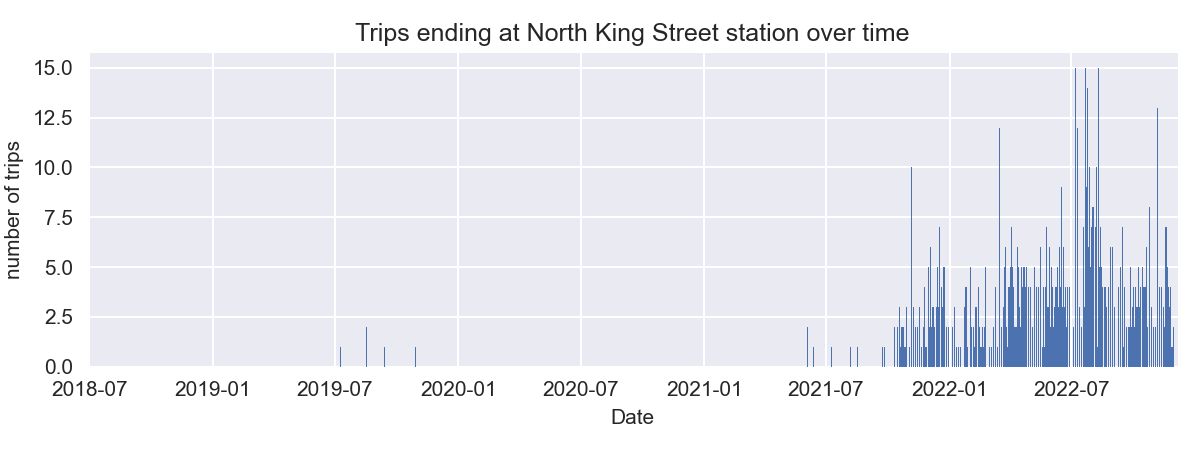 Trips ending at North King Street station over time
15.0
12.5
10.0
7.5
5.0
2.5
0.0
number of trips
2018-07 2019-01 2019-07 2020-01 2020-07 2021-01 2021-07 2022-01 2022-07
Date